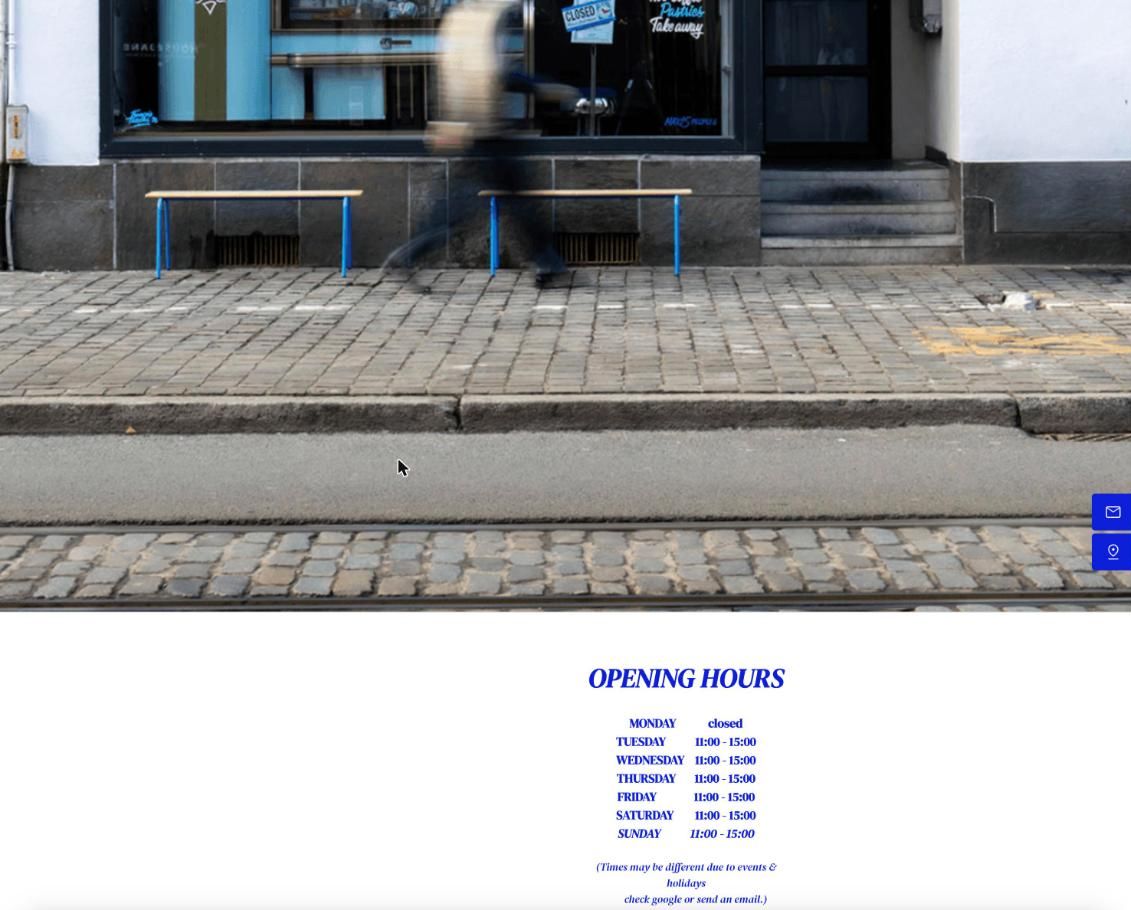 CLOSED
Pastries
Take away
OPENING HOURS
MONDAY closed
TUESDAY 11:00 - 15:00
WEDNESDAY 11:00 - 15:00
THURSDAY 11:00 - 15:00
FRIDAY 11:00 - 15:00
SATURDAY 11:00 - 15:00
SUNDAY 11:00 - 15:00
(Times may be different due to events &
holidays
check google or send an email.)